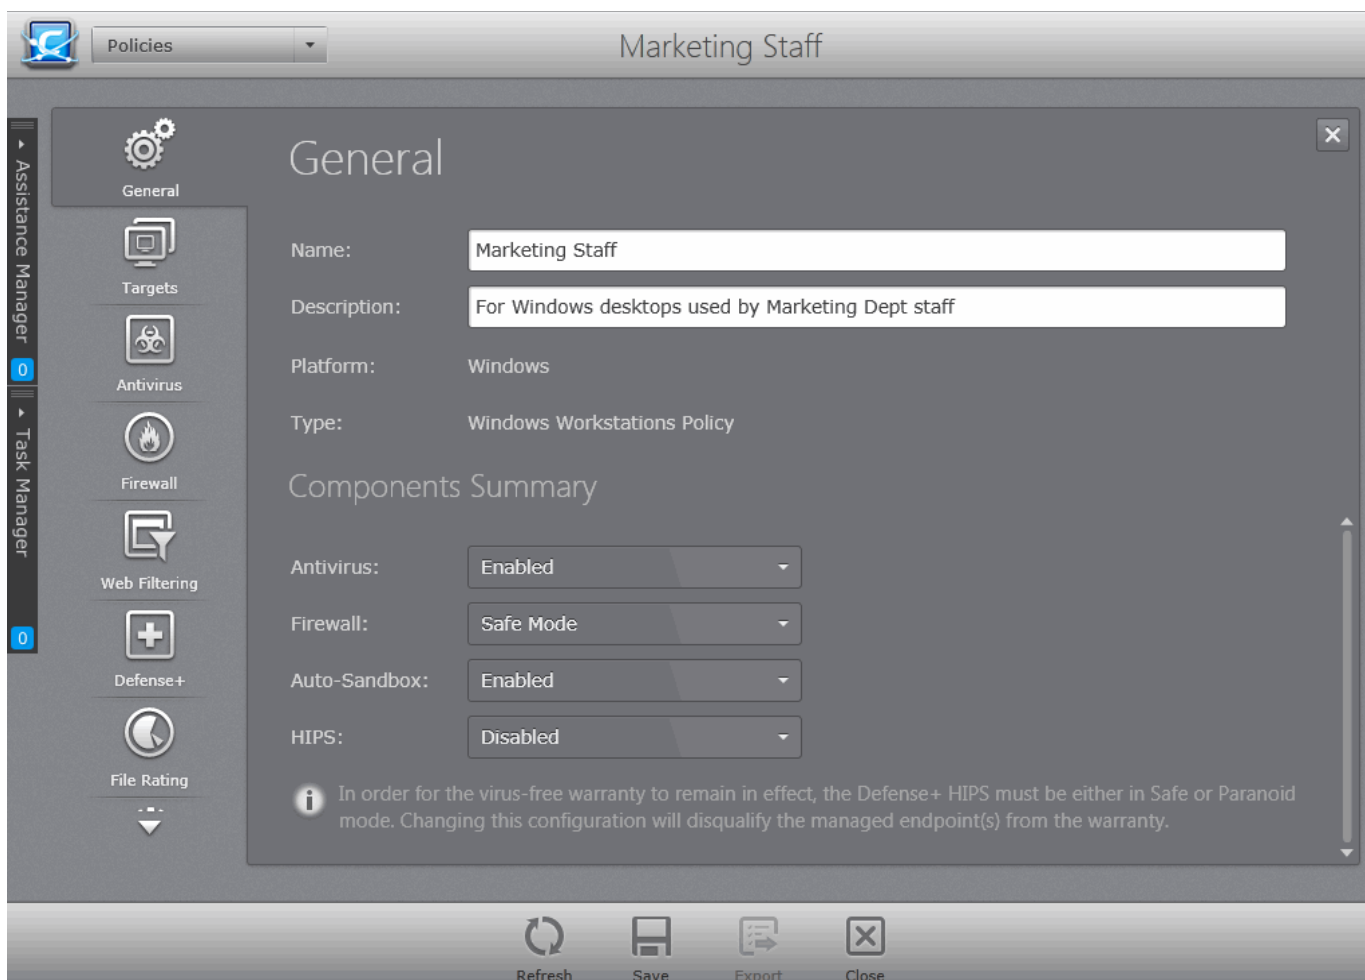 Policies
Marketing Staff
Assistance Manager
0
Task Manager
0
General
Targets
Antivirus
Firewall
Web Filtering
Defense+
File Rating
General
Name:
Marketing Staff
Description:
For Windows desktops used by Marketing Dept staff
Platform:
Windows
Type:
Windows Workstations Policy
Components Summary
Antivirus:
Enabled
Firewall:
Safe Mode
Auto-Sandbox:
Enabled
HIPS:
Disabled
In order for the virus-free warranty to remain in effect, the Defense+ HIPS must be either in Safe or Paranoid
mode. Changing this configuration will disqualify the managed endpoint(s) from the warranty.
Refresh
Save
Export
Close